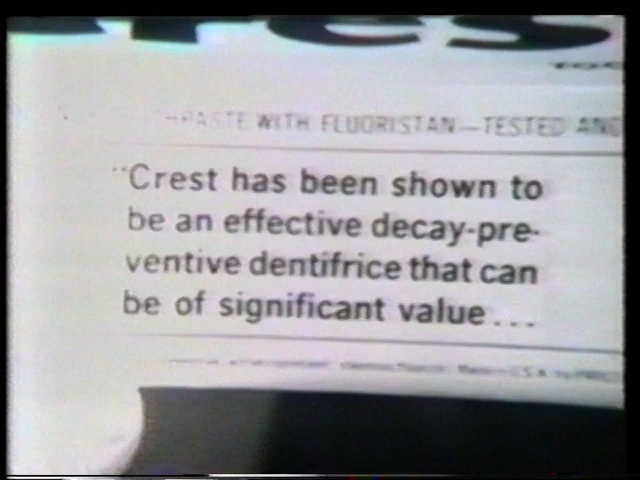 WITH FLUORISTAN—TESTED AND
"Crest has been shown to
be an effective decay-pre-
ventive dentifrice that can
be of significant value...